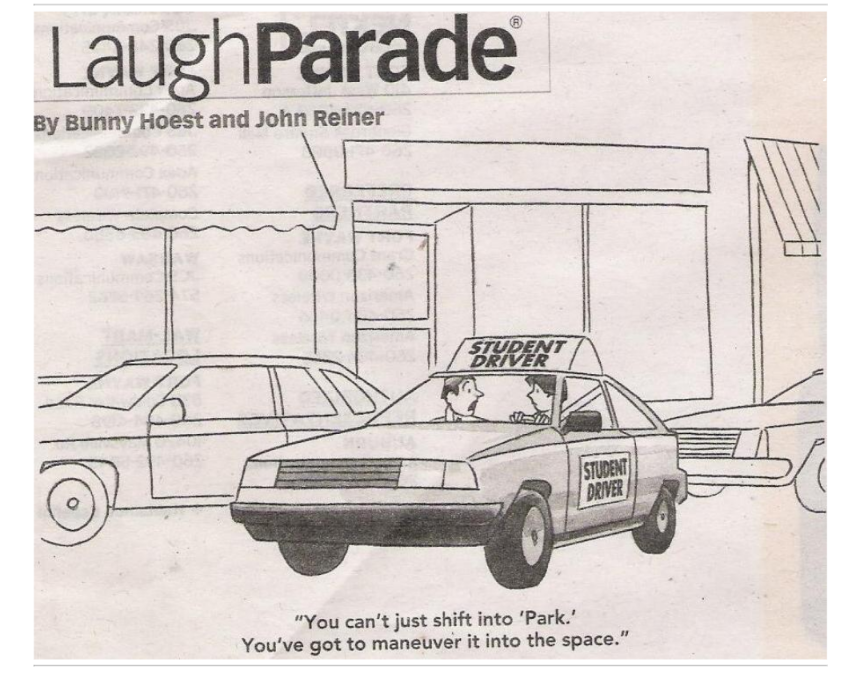 LaughParade®
By Bunny Hoest and John Reiner
STUDENT
DRIVER
STUDENT
DRIVER
"You can't just shift into 'Park.'
You've got to maneuver it into the space."